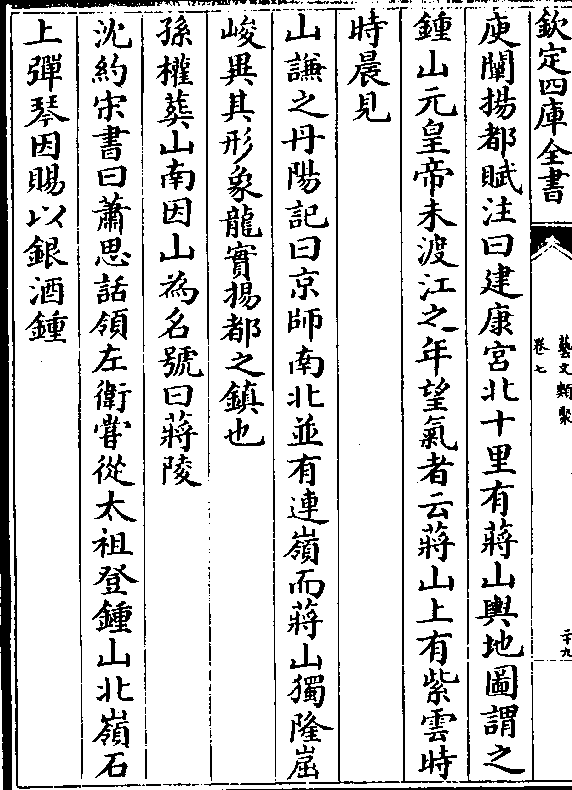 欽定四庫全書
藝文類聚
卷七
二十九
庾闡揚都賦注曰建康宮北十里有蔣山輿地圖謂之
鍾山元皇帝未渡江之年望氣者云蔣山上有紫雲時
時晨見
山謙之丹陽記曰京師南北並有連嶺而蔣山獨隆崛
峻異其形象龍實揚都之鎮也
孫權葬山南因山為名號曰蔣陵
沈約宋書曰蕭思話領左衛嘗從太祖登鍾山北嶺石
上彈琴因賜以銀酒鍾